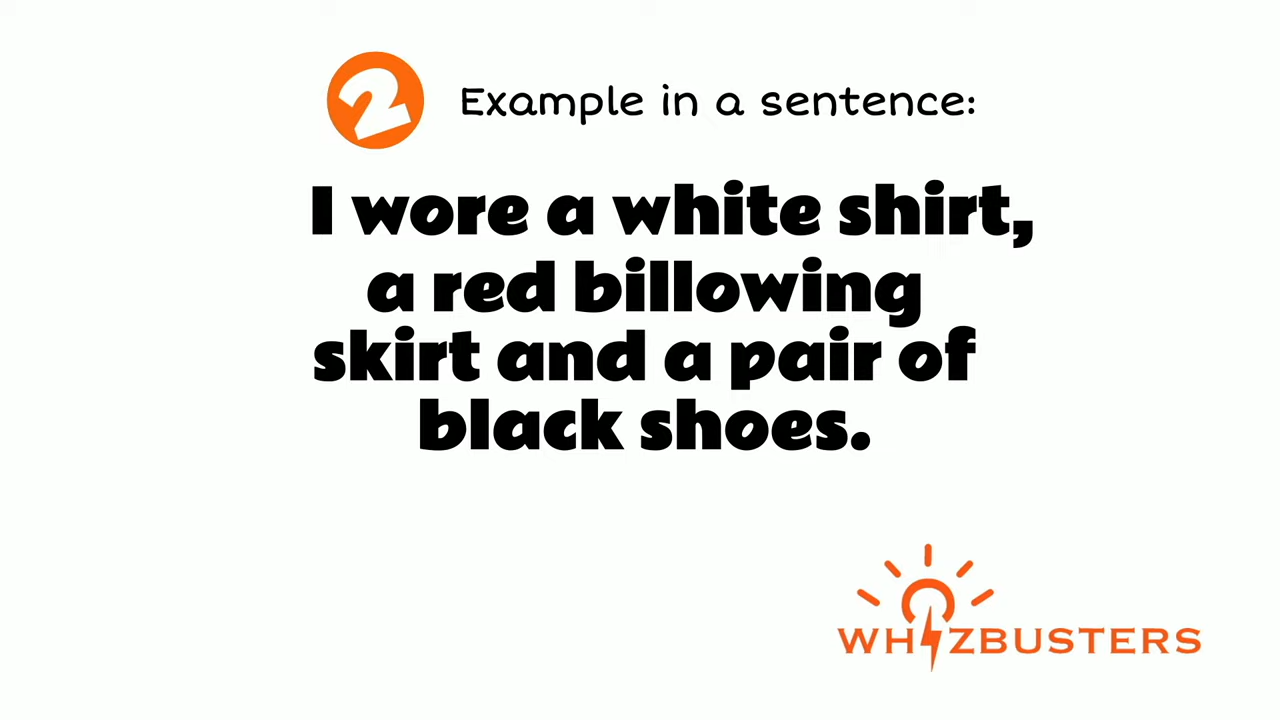 2 Example in a sentence:
I wore a white shirt,
a red billowing
skirt and a pair of
black shoes.
WHIZBUSTERS